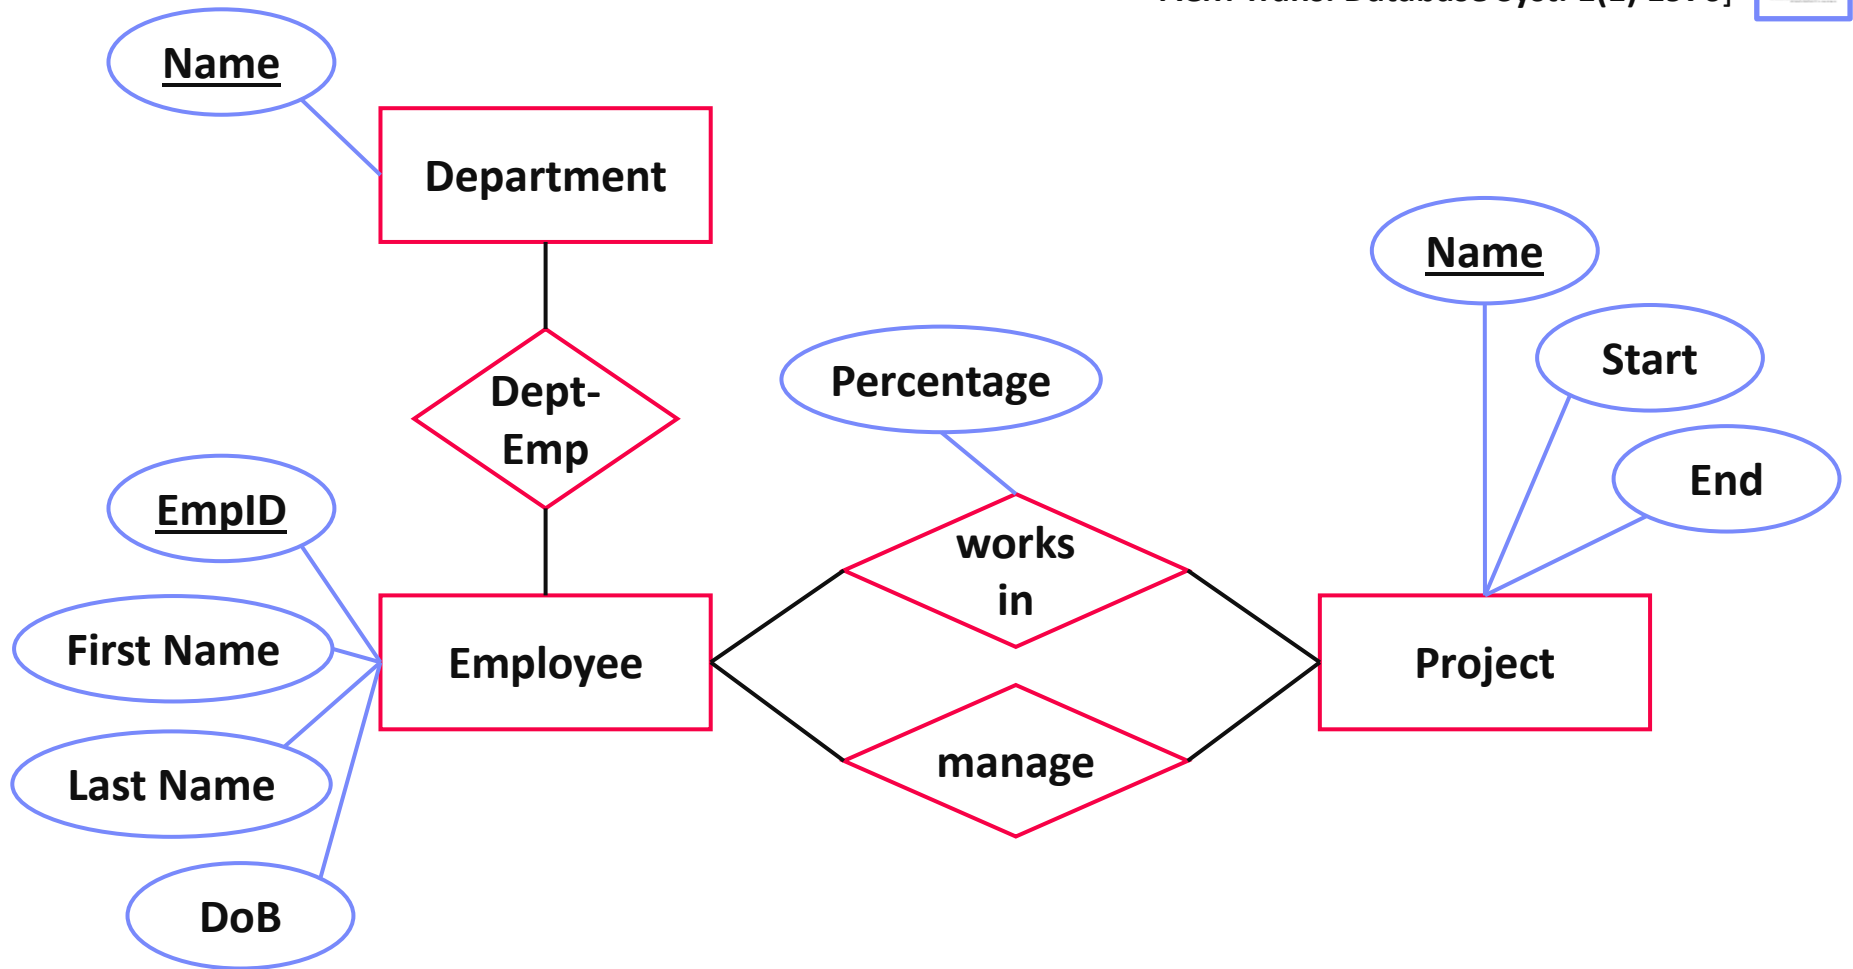 Name
Department
Name
Start
Percentage
Dept-
Emp
End
EmpID
works
in
First Name
Employee
Project
Last Name
manage
DoB